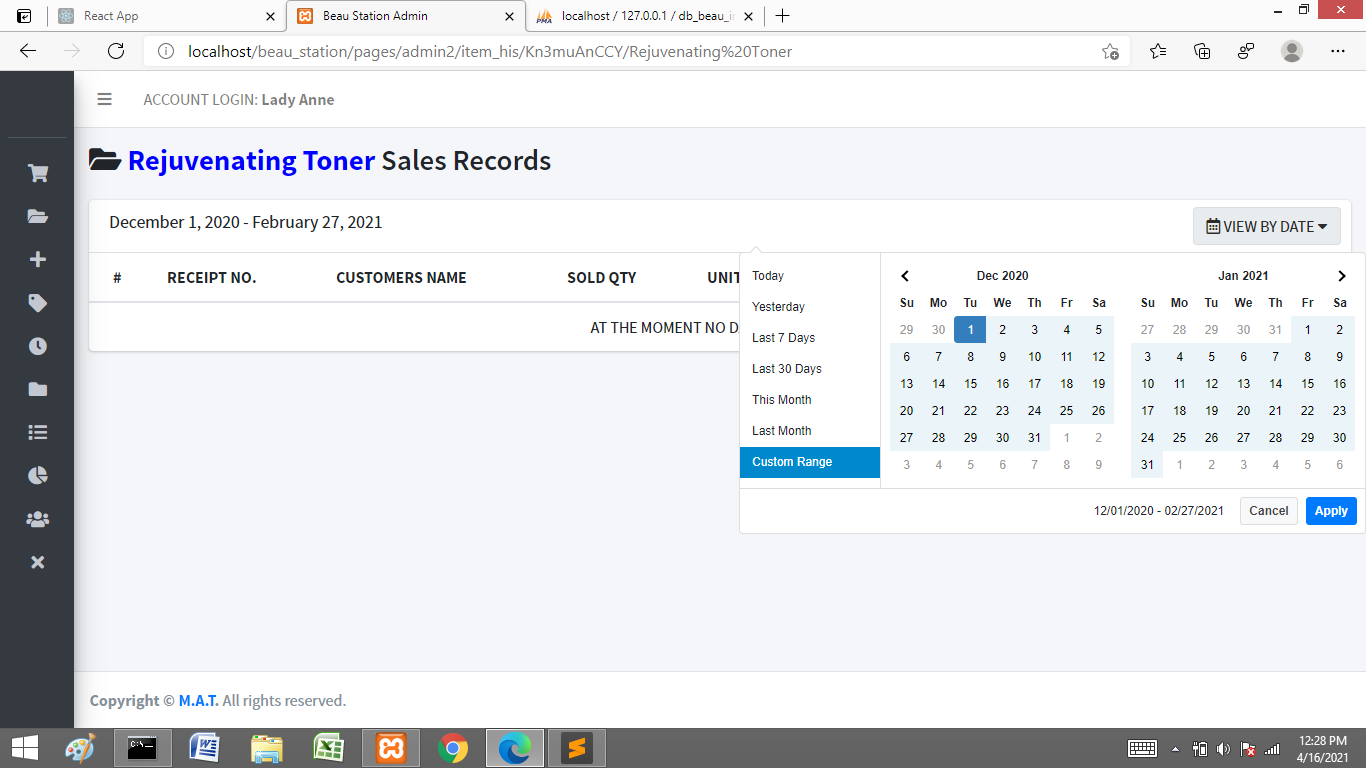 React App
Beau Station Admin
localhost / 127.0.0.1 / db_beau_i
localhost/beau_station/pages/admin2/item_his/Kn3muAnCCY/Rejuvenating%20Toner
ACCOUNT LOGIN: Lady Anne
Rejuvenating Toner Sales Records
December 1, 2020 - February 27, 2021
VIEW BY DATE
# RECEIPT NO. CUSTOMERS NAME SOLD QTY UNIT
AT THE MOMENT NO D
Today
Yesterday
Last 7 Days
Last 30 Days
This Month
Last Month
Custom Range
Dec 2020
Su Mo Tu We Th Fr Sa
29 30 1 2 3 4 5
6 7 8 9 10 11 12
13 14 15 16 17 18 19
20 21 22 23 24 25 26
27 28 29 30 31 1 2
3 4 5 6 7 8 9
Jan 2021
Su Mo Tu We Th Fr Sa
27 28 29 30 31 1 2
3 4 5 6 7 8 9
10 11 12 13 14 15 16
17 18 19 20 21 22 23
24 25 26 27 28 29 30
31 1 2 3 4 5 6
12/01/2020 - 02/27/2021 Cancel Apply
Copyright © M.A.T. All rights reserved.
12:28 PM
4/16/2021